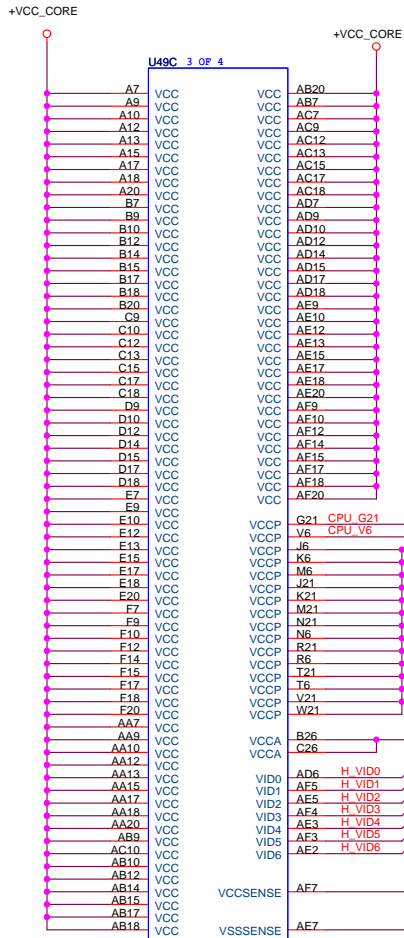 +VCC_CORE
+VCC_CORE
U49C 3 OF 4
A7 VCC VCC AB20
A9 VCC VCC AB7
A10 VCC VCC AC7
A12 VCC VCC AC9
A13 VCC VCC AC12
A15 VCC VCC AC13
A17 VCC VCC AC15
A18 VCC VCC AC17
A20 VCC VCC AC18
B7 VCC VCC AD7
B9 VCC VCC AD9
B10 VCC VCC AD10
B12 VCC VCC AD12
B14 VCC VCC AD14
B15 VCC VCC AD15
B17 VCC VCC AD17
B18 VCC VCC AD18
B20 VCC VCC AE9
C9 VCC VCC AE10
C10 VCC VCC AE12
C12 VCC VCC AE13
C13 VCC VCC AE15
C15 VCC VCC AE17
C17 VCC VCC AE18
C18 VCC VCC AE20
D9 VCC VCC AF9
D10 VCC VCC AF10
D12 VCC VCC AF12
D14 VCC VCC AF14
D15 VCC VCC AF15
D17 VCC VCC AF17
D18 VCC VCC AF18
E7 VCC VCC AF20
E9 VCC
E10 VCC VCCP G21 CPU_G21
E12 VCC VCCP V6 CPU_V6
E13 VCC VCCP J6
E15 VCC VCCP K6
E17 VCC VCCP M6
E18 VCC VCCP J21
E20 VCC VCCP K21
F7 VCC VCCP M21
F9 VCC VCCP N21
F10 VCC VCCP N6
F12 VCC VCCP R21
F14 VCC VCCP R6
F15 VCC VCCP T21
F17 VCC VCCP T6
F18 VCC VCCP V21
F20 VCC VCCP W21
AA7 VCC
AA9 VCC VCCA B26
AA10 VCC VCCA C26
AA12 VCC
AA13 VCC VID0 AD6 H_VID0
AA15 VCC VID1 AF5 H_VID1
AA17 VCC VID2 AE5 H_VID2
AA18 VCC VID3 AF4 H_VID3
AA20 VCC VID4 AE3 H_VID4
AB9 VCC VID5 AF3 H_VID5
AC10 VCC VID6 AE2 H_VID6
AB10 VCC
AB12 VCC
AB14 VCC VCCSENSE AF7
AB15 VCC
AB17 VCC
AB18 VCC VSSSENSE AE7